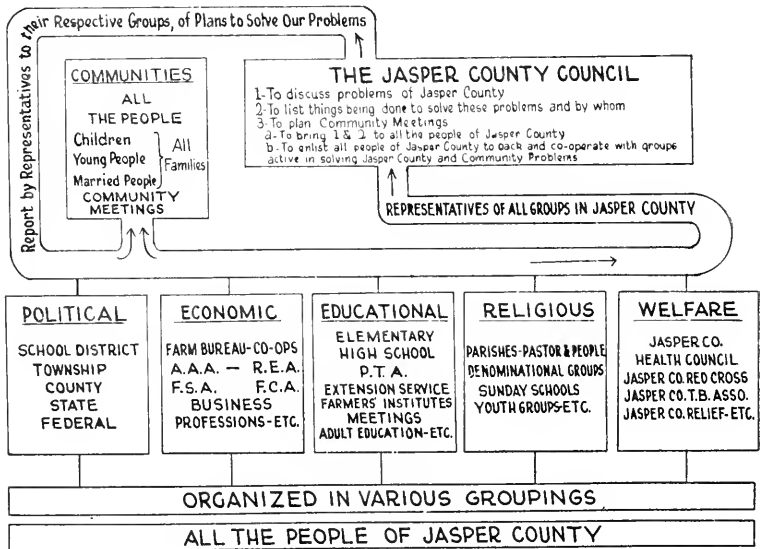 Report by Representatives to their Respective Groups, of Plans to Solve Our Problems
COMMUNITIES
ALL
THE PEOPLE
Children
Young People
Married People
All
Families
COMMUNITY
MEETINGS
THE JASPER COUNTY COUNCIL
1-To discuss problems of Jasper County
2-To list things being done to solve these problems and by whom
3-To plan Community Meetings
a-To bring 1 & 2 to all the people of Jasper County
b-To enlist all people of Jasper County to back and co-operate with groups
active in solving Jasper County and Community Problems
REPRESENTATIVES OF ALL GROUPS IN JASPER COUNTY
POLITICAL
SCHOOL DISTRICT
TOWNSHIP
COUNTY
STATE
FEDERAL
ECONOMIC
FARM BUREAU-CO-OPS
A.A.A. — R.E.A.
F.S.A. F.C.A.
BUSINESS
PROFESSIONS-ETC.
EDUCATIONAL
ELEMENTARY
HIGH SCHOOL
P.T.A.
EXTENSION SERVICE
FARMERS' INSTITUTES
MEETINGS
ADULT EDUCATION-ETC.
RELIGIOUS
PARISHES-PASTOR & PEOPLE
DENOMINATIONAL GROUPS
SUNDAY SCHOOLS
YOUTH GROUPS-ETC.
WELFARE
JASPER CO.
HEALTH COUNCIL
JASPER CO. RED CROSS
JASPER CO. T.B. ASSO.
JASPER CO. RELIEF-ETC.
ORGANIZED IN VARIOUS GROUPINGS
ALL THE PEOPLE OF JASPER COUNTY